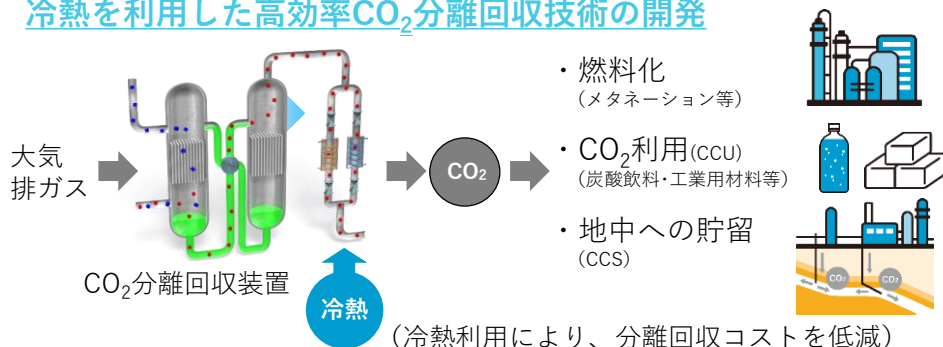 冷熱を利用した高効率CO₂分離回収技術の開発
大気
排ガス
CO₂分離回収装置
冷熱
CO₂
・燃料化
（メタネーション等）
・CO₂利用(CCU)
（炭酸飲料・工業用材料等）
・地中への貯留
（CCS）
CO₂
CO₂
（冷熱利用により、分離回収コストを低減）